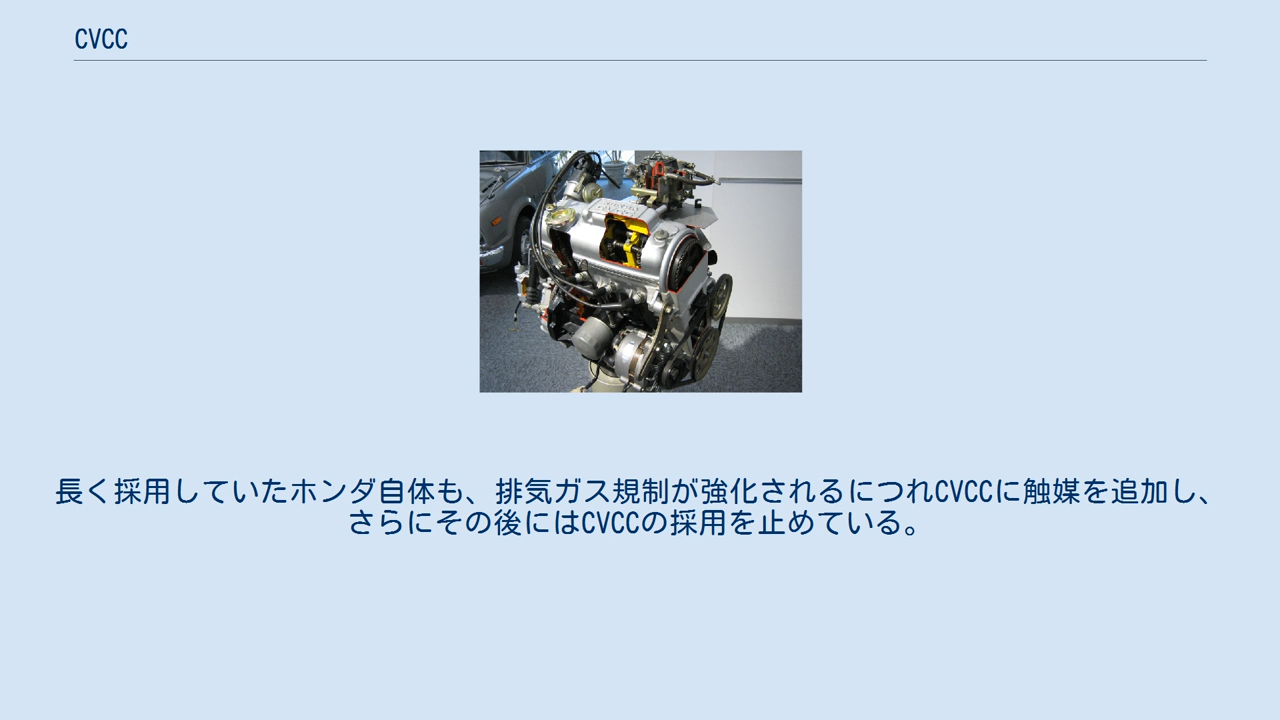 CVCC
長く採用していたホンダ自体も、排気ガス規制が強化されるにつれCVCCに触媒を追加し、
さらにその後にはCVCCの採用を止めている。